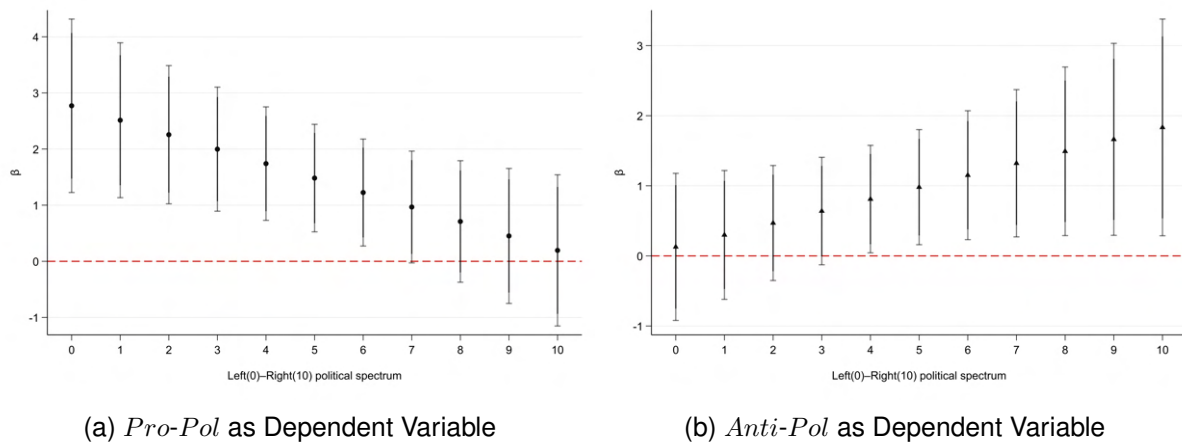 4
3
2
1
0
-1
β
0 1 2 3 4 5 6 7 8 9 10
Left(0)–Right(10) political spectrum
(a) Pro-Pol as Dependent Variable
3
2
1
0
-1
β
0 1 2 3 4 5 6 7 8 9 10
Left(0)–Right(10) political spectrum
(b) Anti-Pol as Dependent Variable